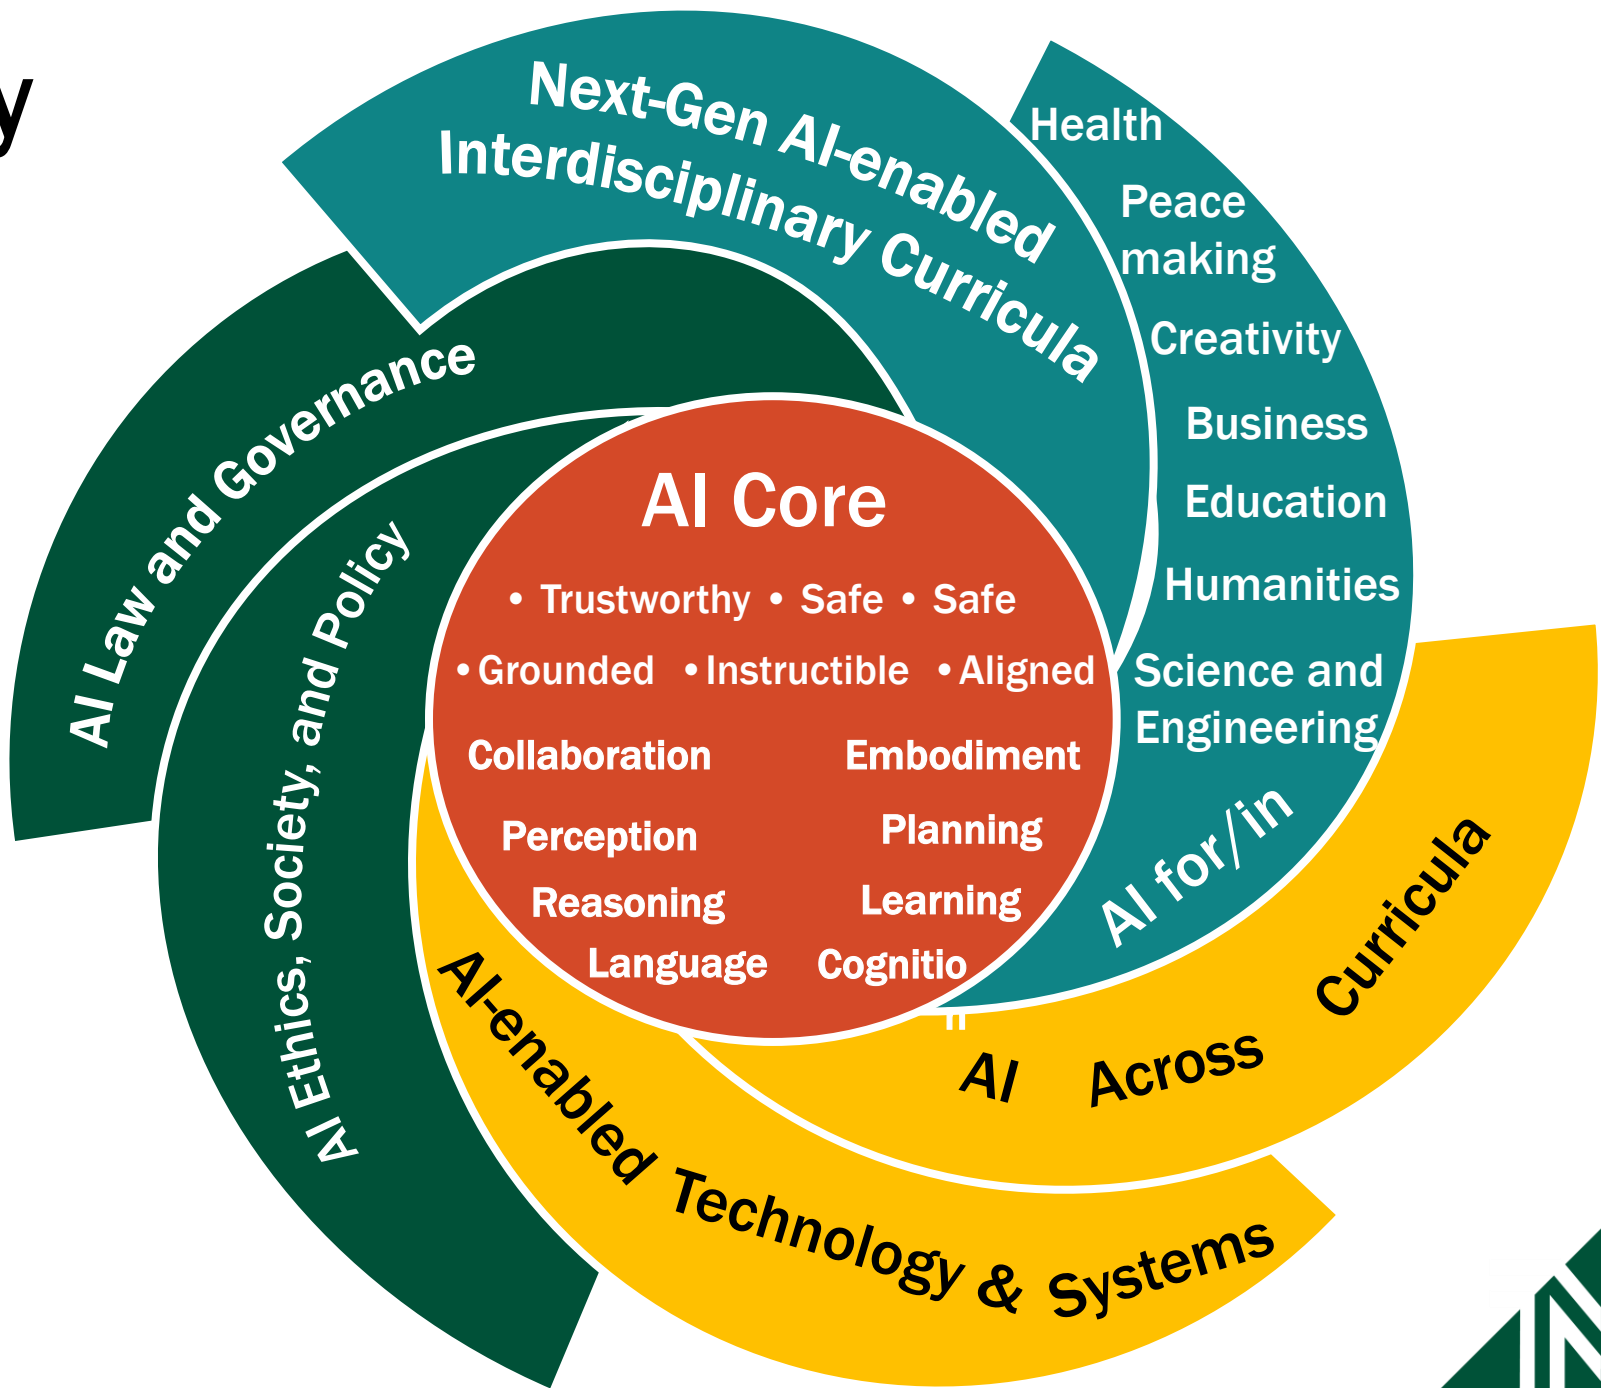 y
Next-Gen AI-enabled
Interdisciplinary Curricula
Health
Peace
making
Creativity
Business
Education
Humanities
Science and
Engineering
AI for/in
AI Law and Governance
AI Ethics, Society, and Policy
AI Core
• Trustworthy • Safe • Safe
• Grounded • Instructible • Aligned
Collaboration Embodiment
Perception Planning
Reasoning Learning
Language Cognitio
n
AI Across Curricula
AI-enabled Technology & Systems